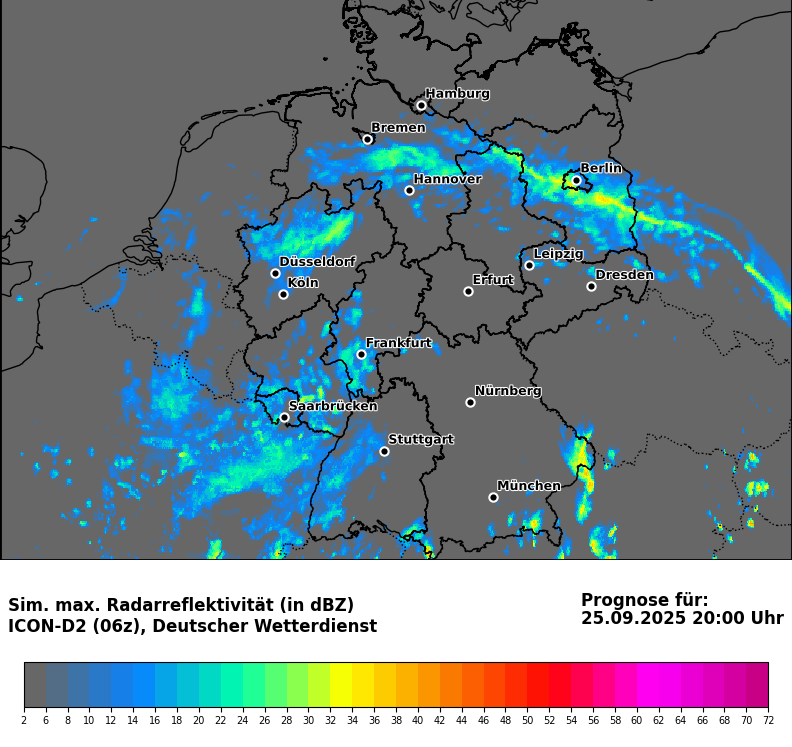 Hamburg
Bremen
Berlin
Hannover
Leipzig
Düsseldorf
Dresden
Erfurt
Köln
Frankfurt
Nürnberg
Saarbrücken
Stuttgart
München
Sim. max. Radarreflektivität (in dBZ)
ICON-D2 (06z), Deutscher Wetterdienst
Prognose für:
25.09.2025 20:00 Uhr
2 6 8 10 12 14 16 18 20 22 24 26 28 30 32 34 36 38 40 42 44 46 48 50 52 54 56 58 60 62 64 66 68 70 72